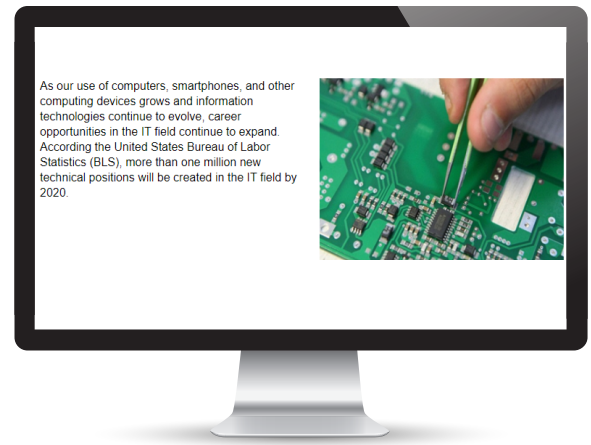 As our use of computers, smartphones, and other
computing devices grows and information
technologies continue to evolve, career
opportunities in the IT field continue to expand.
According the United States Bureau of Labor
Statistics (BLS), more than one million new
technical positions will be created in the IT field by
2020.